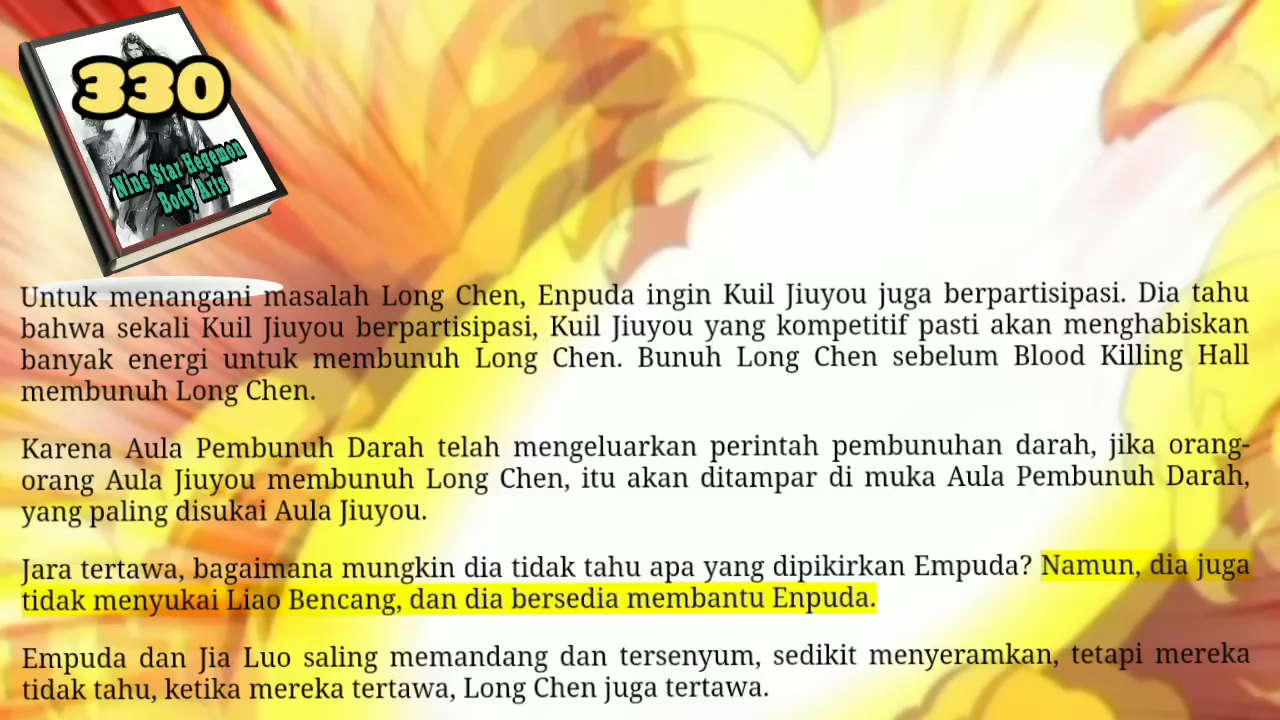 330
Nine Star Hegemon
Body Arts
Untuk menangani masalah Long Chen, Enpuda ingin Kuil Jiuyou juga berpartisipasi. Dia tahu
bahwa sekali Kuil Jiuyou berpartisipasi, Kuil Jiuyou yang kompetitif pasti akan menghabiskan
banyak energi untuk membunuh Long Chen. Bunuh Long Chen sebelum Blood Killing Hall
membunuh Long Chen.
Karena Aula Pembunuh Darah telah mengeluarkan perintah pembunuhan darah, jika orang-
orang Aula Jiuyou membunuh Long Chen, itu akan ditampar di muka Aula Pembunuh Darah,
yang paling disukai Aula Jiuyou.
Jara tertawa, bagaimana mungkin dia tidak tahu apa yang dipikirkan Empuda? Namun, dia juga
tidak menyukai Liao Bencang, dan dia bersedia membantu Enpuda.
Empuda dan Jia Luo saling memandang dan tersenyum, sedikit menyeramkan, tetapi mereka
tidak tahu, ketika mereka tertawa, Long Chen juga tertawa.